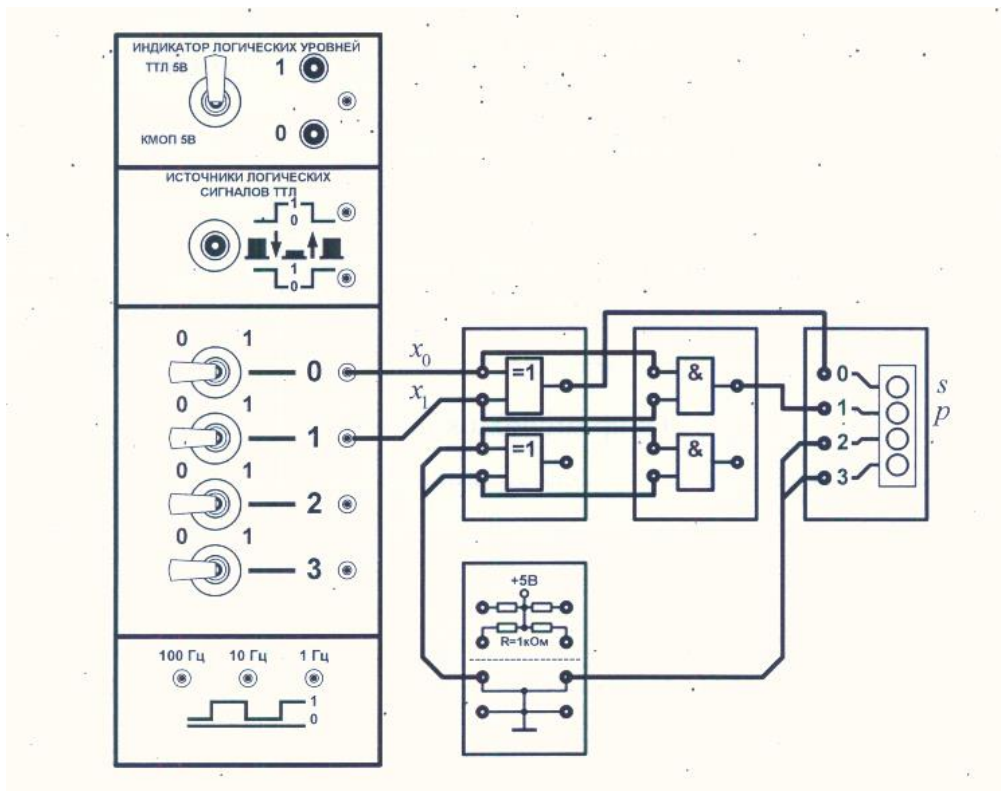 ИНДИКАТОР ЛОГИЧЕСКИХ УРОВНЕЙ
ТТЛ 5В
1
КМОП 5В
0
ИСТОЧНИКИ ЛОГИЧЕСКИХ
СИГНАЛОВ ТТЛ
1
0
1
0
0 1
0
0 1
1
0 1
2
0 1
3
100 Гц 10 Гц 1 Гц
1
0
x0
x1
=1
&
=1
&
0
1
2
3
s
p
+5В
R=1кОм